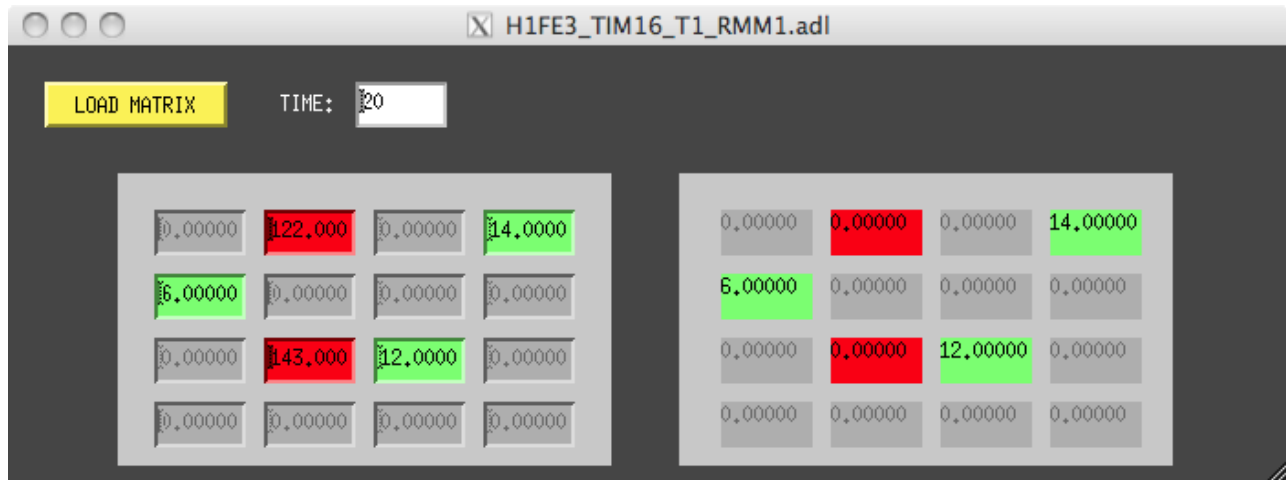 H1FE3_TIM16_T1_RMM1.adl
LOAD MATRIX TIME: 20
0.00000 122.000 0.00000 14.0000 0.00000 0.00000 0.00000 14.00000
6.00000 0.00000 0.00000 0.00000 6.00000 0.00000 0.00000 0.00000
0.00000 143.000 12.0000 0.00000 0.00000 0.00000 12.00000 0.00000
0.00000 0.00000 0.00000 0.00000 0.00000 0.00000 0.00000 0.00000